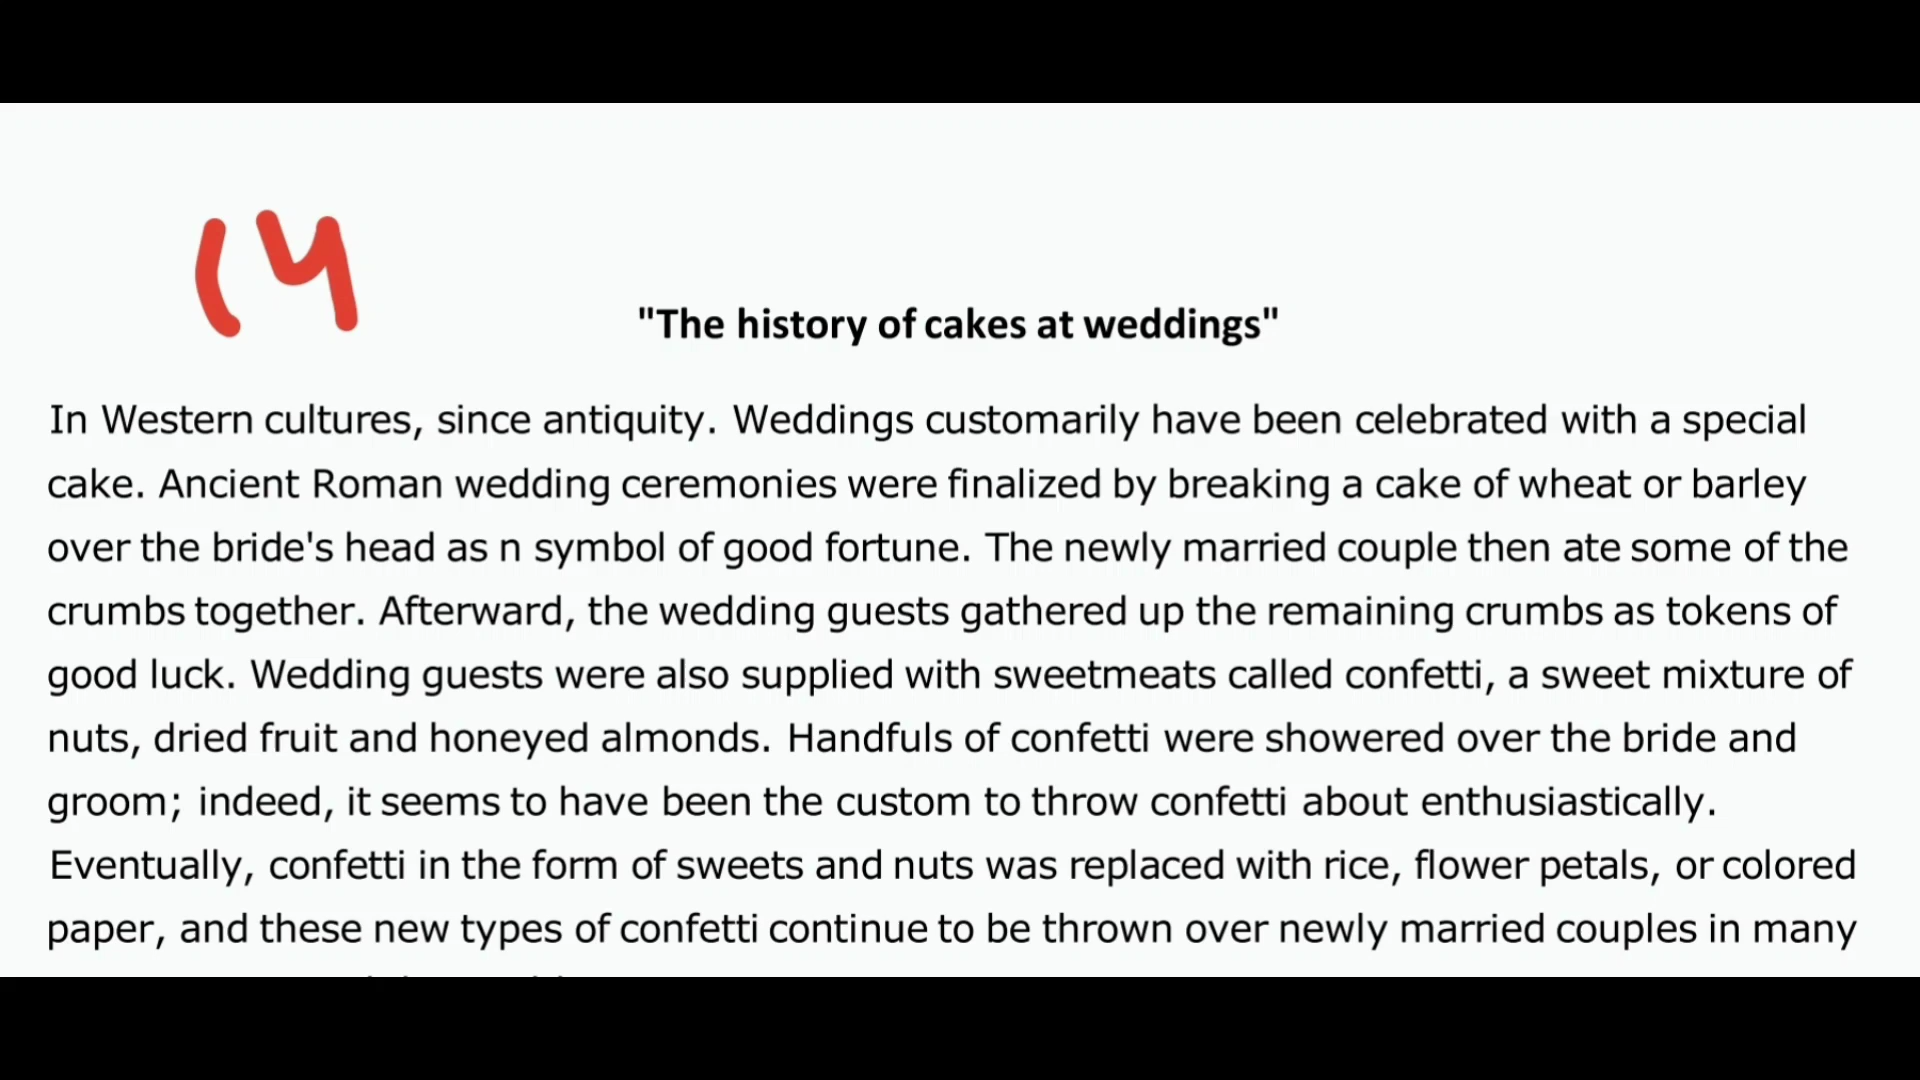 14
"The history of cakes at weddings"
In Western cultures, since antiquity. Weddings customarily have been celebrated with a special
cake. Ancient Roman wedding ceremonies were finalized by breaking a cake of wheat or barley
over the bride's head as n symbol of good fortune. The newly married couple then ate some of the
crumbs together. Afterward, the wedding guests gathered up the remaining crumbs as tokens of
good luck. Wedding guests were also supplied with sweetmeats called confetti, a sweet mixture of
nuts, dried fruit and honeyed almonds. Handfuls of confetti were showered over the bride and
groom; indeed, it seems to have been the custom to throw confetti about enthusiastically.
Eventually, confetti in the form of sweets and nuts was replaced with rice, flower petals, or colored
paper, and these new types of confetti continue to be thrown over newly married couples in many